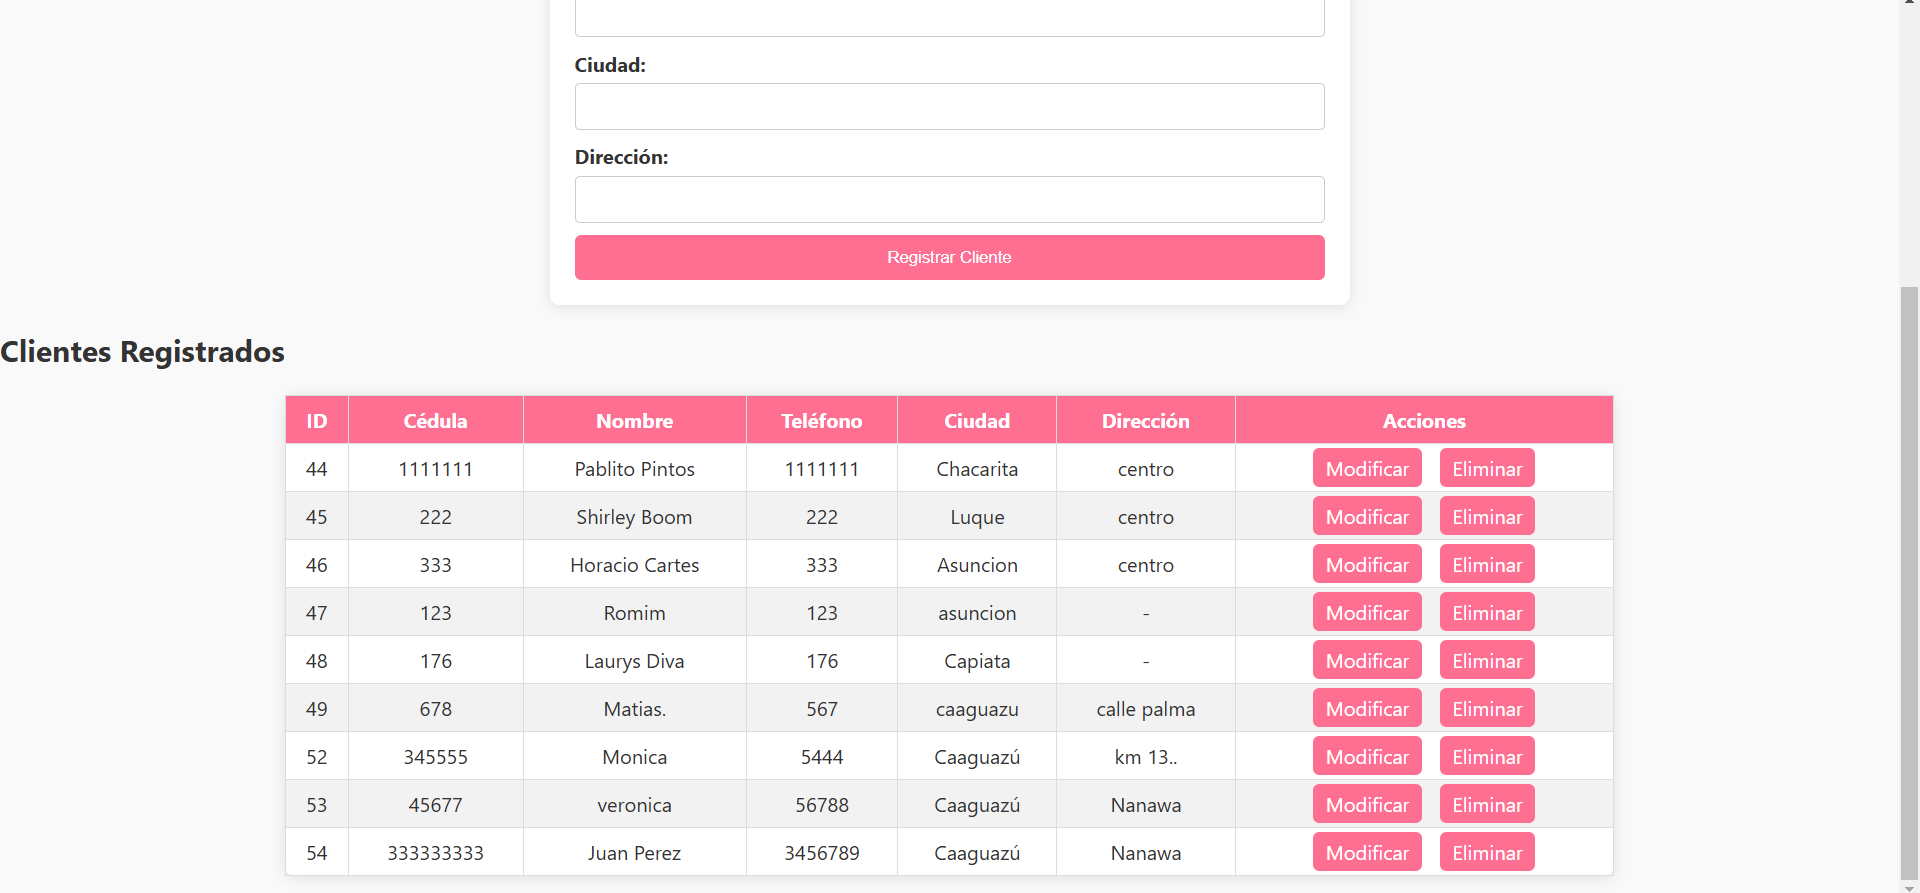 Ciudad:
Dirección:
Registrar Cliente
Clientes Registrados
ID Cédula Nombre Teléfono Ciudad Dirección Acciones
44 1111111 Pablito Pintos 1111111 Chacarita centro Modificar Eliminar
45 222 Shirley Boom 222 Luque centro Modificar Eliminar
46 333 Horacio Cartes 333 Asuncion centro Modificar Eliminar
47 123 Romim 123 asuncion - Modificar Eliminar
48 176 Laurys Diva 176 Capiata - Modificar Eliminar
49 678 Matias. 567 caaguazu calle palma Modificar Eliminar
52 345555 Monica 5444 Caaguazú km 13.. Modificar Eliminar
53 45677 veronica 56788 Caaguazú Nanawa Modificar Eliminar
54 333333333 Juan Perez 3456789 Caaguazú Nanawa Modificar Eliminar